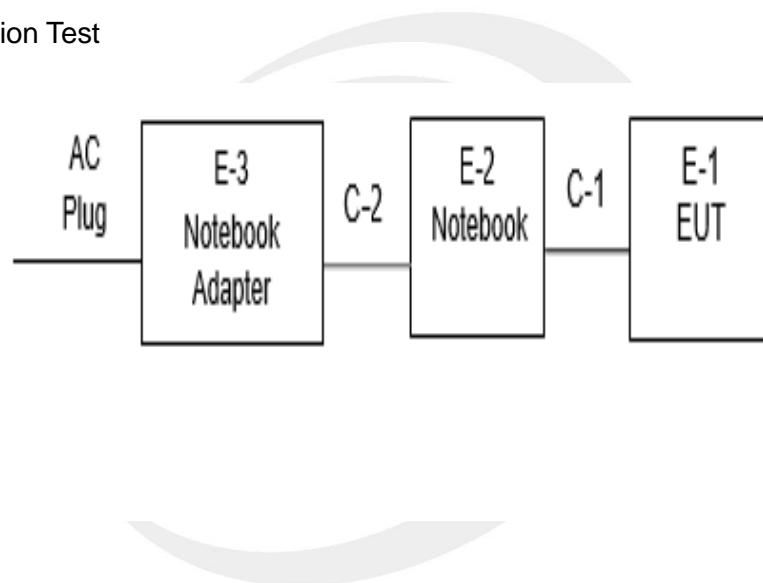 ion Test
AC
Plug
E-3
Notebook
Adapter
C-2
E-2
Notebook
C-1
E-1
EUT